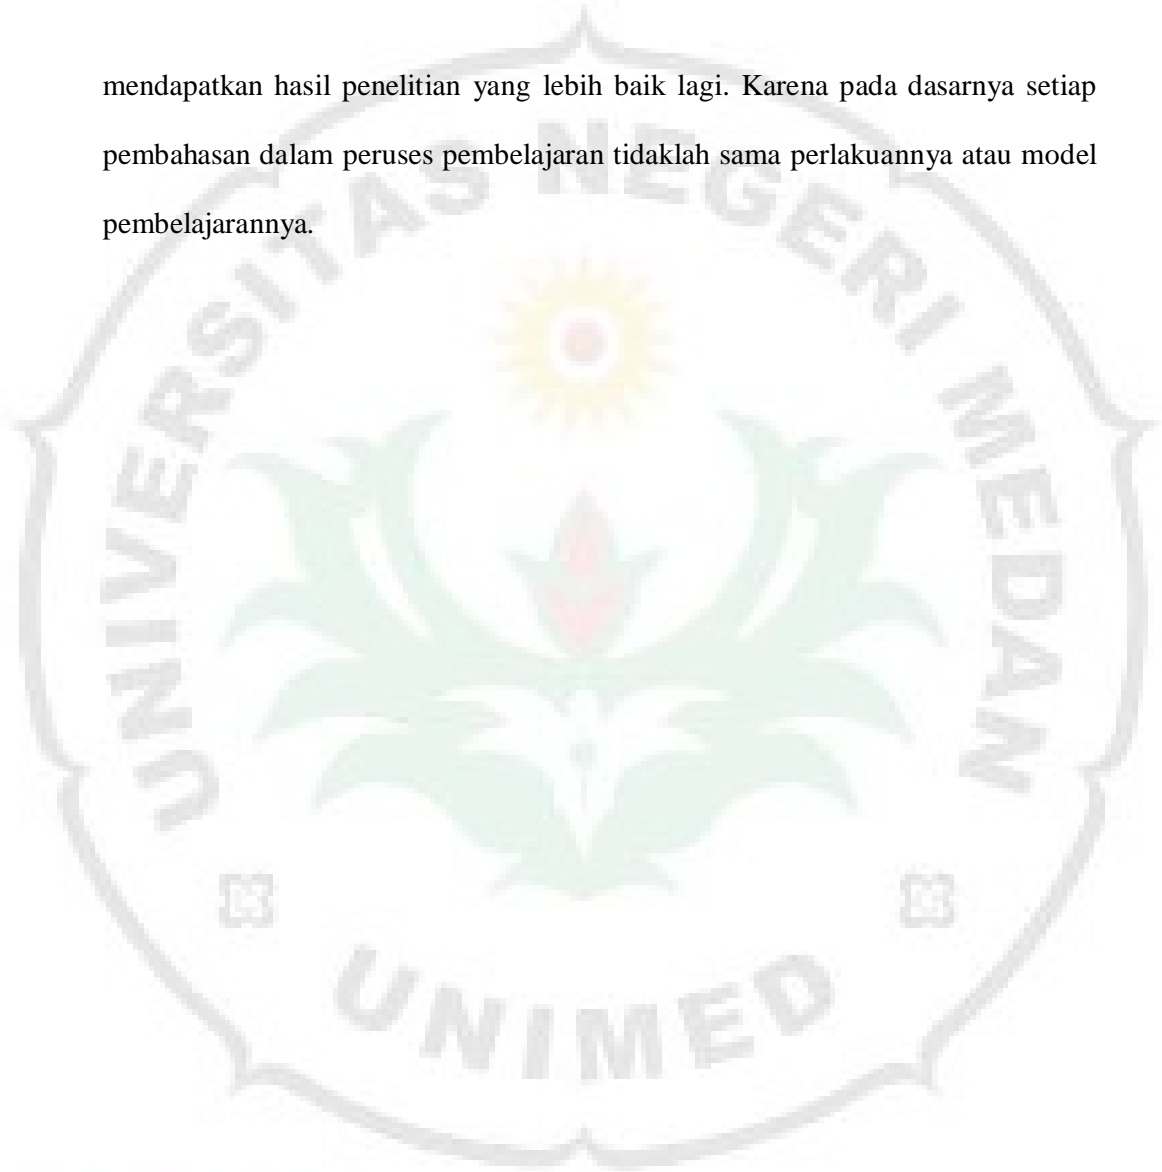 mendapatkan hasil penelitian yang lebih baik lagi. Karena pada dasarnya setiap
pembahasan dalam peruses pembelajaran tidaklah sama perlakuannya atau model
pembelajarannya.
UNIVERSITAS NEGERI MEDAN
UNIMED